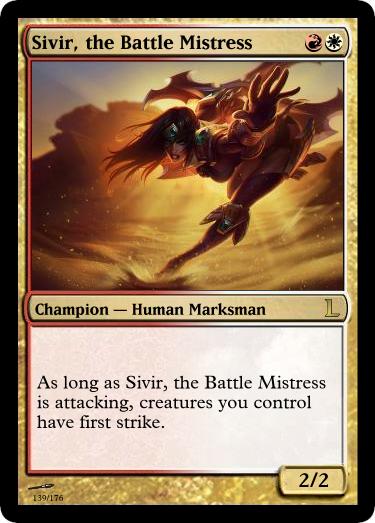 Sivir, the Battle Mistress
Champion — Human Marksman
L
As long as Sivir, the Battle Mistress
is attacking, creatures you control
have first strike.
2/2
139/176